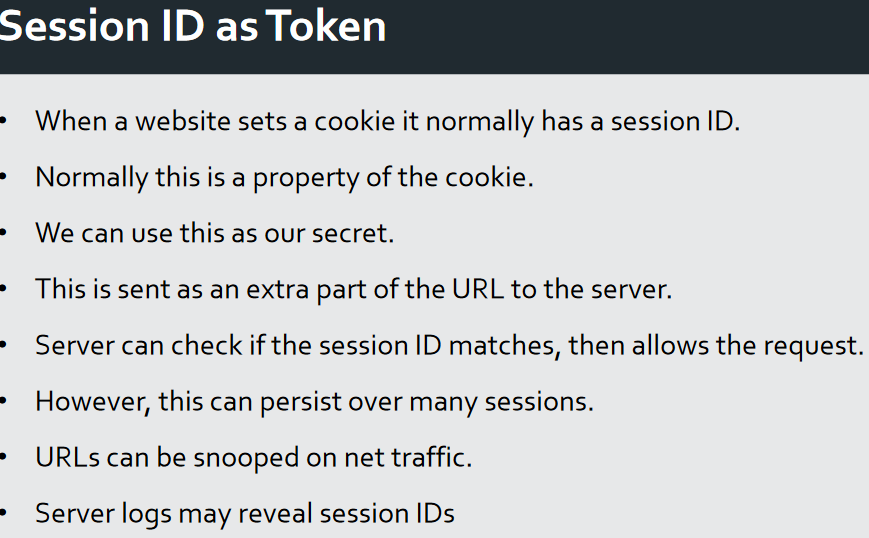 Session ID as Token
• When a website sets a cookie it normally has a session ID.
• Normally this is a property of the cookie.
• We can use this as our secret.
• This is sent as an extra part of the URL to the server.
• Server can check if the session ID matches, then allows the request.
• However, this can persist over many sessions.
• URLs can be snooped on net traffic.
• Server logs may reveal session IDs